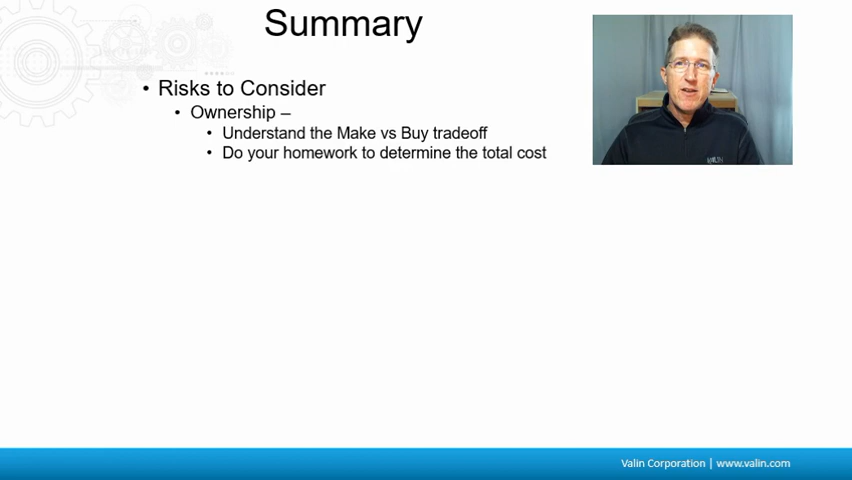 Summary
• Risks to Consider
• Ownership –
• Understand the Make vs Buy tradeoff
• Do your homework to determine the total cost
VALIN
Valin Corporation | www.valin.com